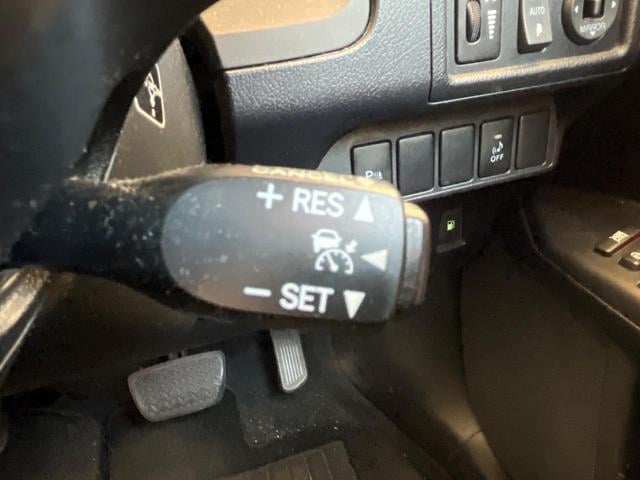 AUTO
MIRROR
P
OFF
CANCEL
+ RES
- SET